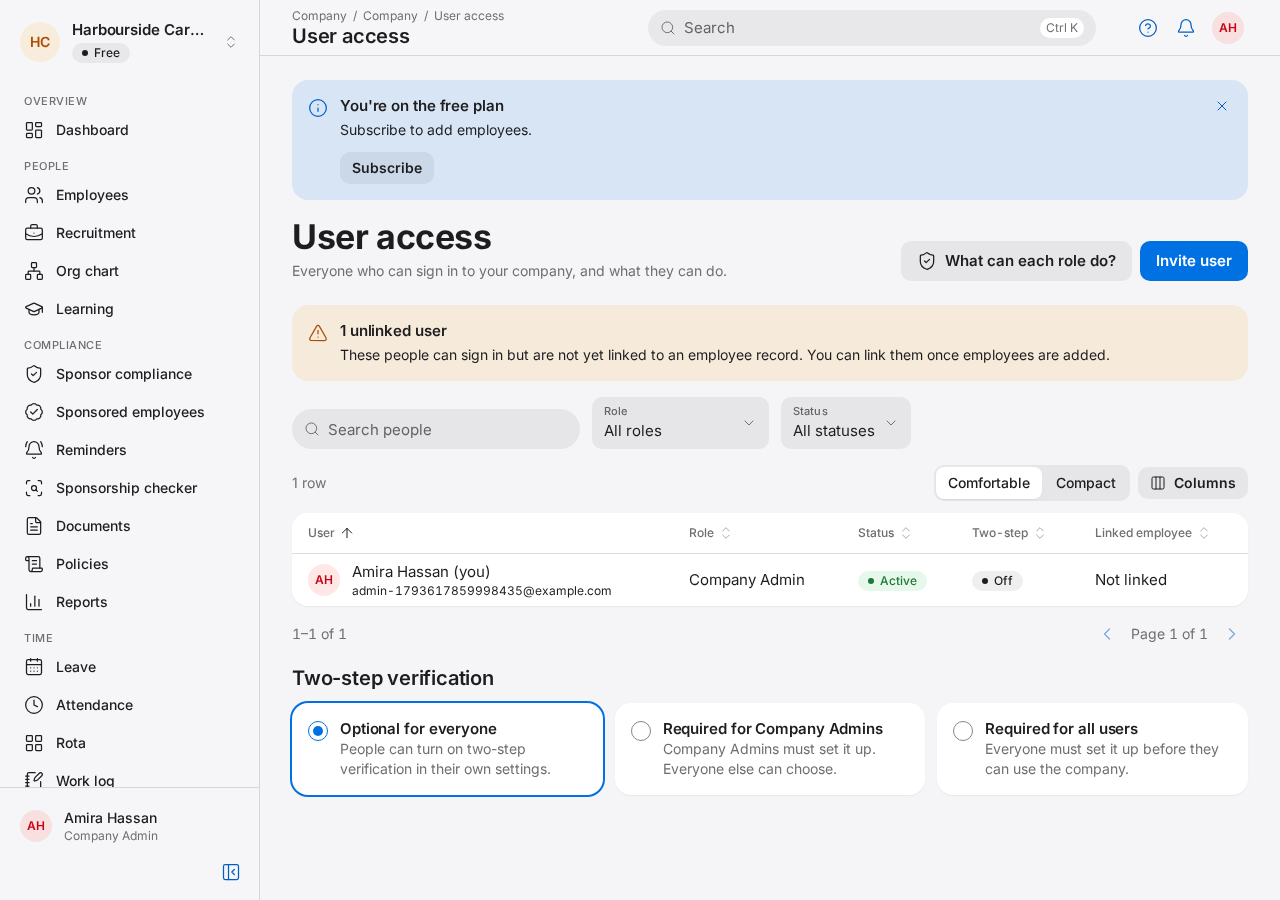 HC
Harbourside Car...
Free
OVERVIEW
Dashboard
PEOPLE
Employees
Recruitment
Org chart
Learning
COMPLIANCE
Sponsor compliance
Sponsored employees
Reminders
Sponsorship checker
Documents
Policies
Reports
TIME
Leave
Attendance
Rota
Work log
AH
Amira Hassan
Company Admin
Company / Company / User access
User access
Search
Ctrl K
AH
You're on the free plan
Subscribe to add employees.
Subscribe
User access
Everyone who can sign in to your company, and what they can do.
What can each role do?
Invite user
1 unlinked user
These people can sign in but are not yet linked to an employee record. You can link them once employees are added.
Search people
Role
All roles
Status
All statuses
1 row
Comfortable
Compact
Columns
User
Role
Status
Two-step
Linked employee
AH
Amira Hassan (you)
admin-1793617859998435@example.com
Company Admin
Active
Off
Not linked
1–1 of 1
Page 1 of 1
Two-step verification
Optional for everyone
People can turn on two-step
verification in their own settings.
Required for Company Admins
Company Admins must set it up.
Everyone else can choose.
Required for all users
Everyone must set it up before they
can use the company.